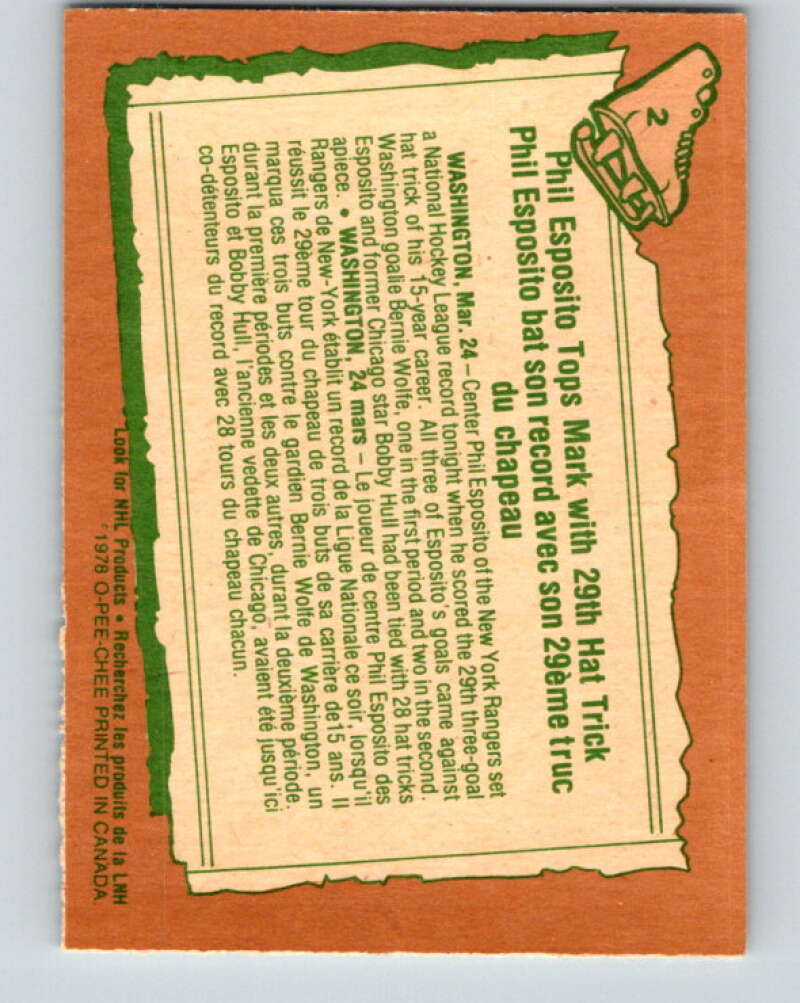 2
Phil Esposito Tops Mark with 29th Hat Trick
Phil Esposito bat son record avec son 29ème truc
du chapeau
WASHINGTON, Mar. 24 – Center Phil Esposito of the New York Rangers set
a National Hockey League record tonight when he scored the 29th three-goal
hat trick of his 15-year career. All three of Esposito's goals came against
Washington goalie Bernie Wolfe, one in the first period and two in the second.
Esposito and former Chicago star Bobby Hull had been tied with 28 hat tricks
apiece. • WASHINGTON, 24 mars – Le joueur de centre Phil Esposito des
Rangers de New-York établit un record de la Ligue Nationale ce soir, lorsqu'il
réussit le 29ème tour du chapeau de trois buts de sa carrière de 15 ans. Il
marqua ces trois buts contre le gardien Bernie Wolfe de Washington, un
durant la première périodes et les deux autres, durant la deuxième période.
Esposito et Bobby Hull, l'ancienne vedette de Chicago, avaient été jusqu'ici
co-détenteurs du record avec 28 tours du chapeau chacun.
Look for NHL Products • Recherchez les produits de la LNH
©1978 O-PEE-CHEE PRINTED IN CANADA